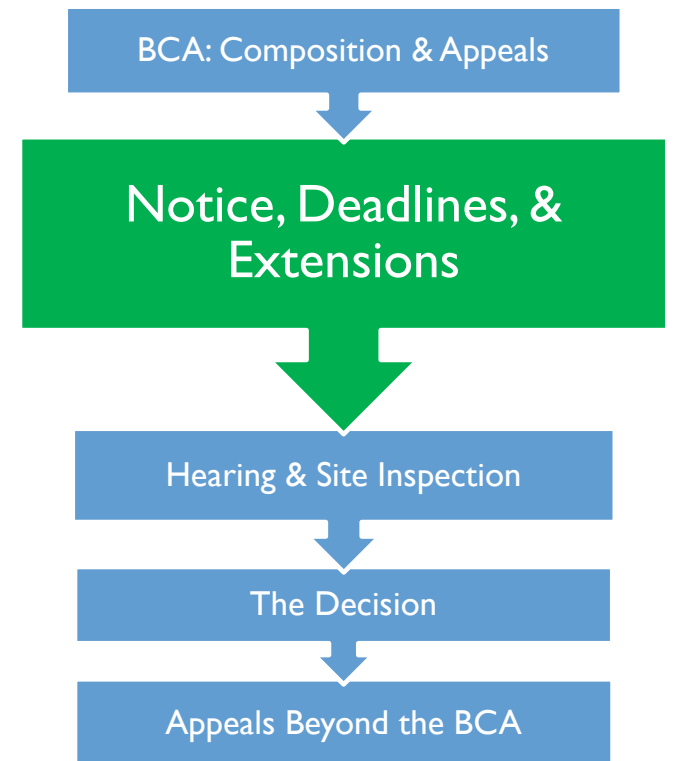 BCA: Composition & Appeals
Notice, Deadlines, &
Extensions
Hearing & Site Inspection
The Decision
Appeals Beyond the BCA